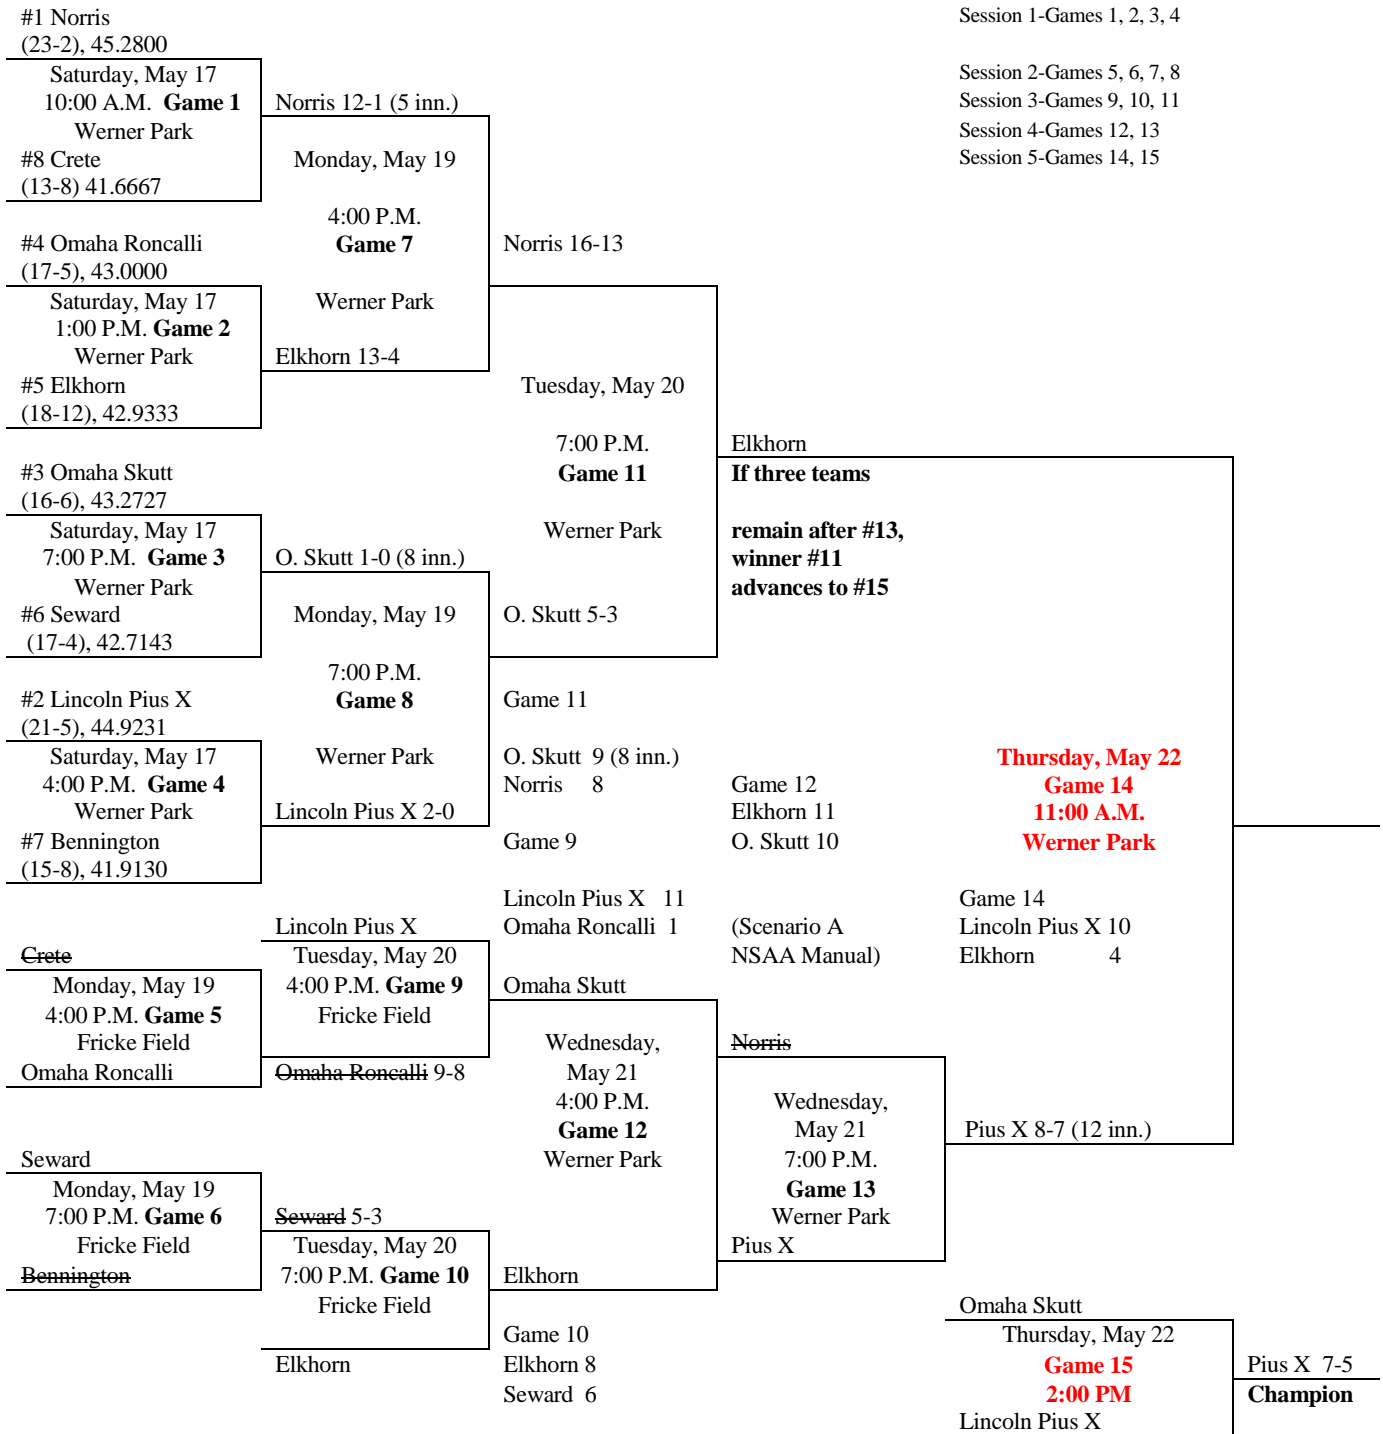 #1 Norris
(23-2), 45.2800
Saturday, May 17
10:00 A.M. Game 1
Werner Park
#8 Crete
(13-8) 41.6667
#4 Omaha Roncalli
(17-5), 43.0000
Saturday, May 17
1:00 P.M. Game 2
Werner Park
#5 Elkhorn
(18-12), 42.9333
#3 Omaha Skutt
(16-6), 43.2727
Saturday, May 17
7:00 P.M. Game 3
Werner Park
#6 Seward
(17-4), 42.7143
#2 Lincoln Pius X
(21-5), 44.9231
Saturday, May 17
4:00 P.M. Game 4
Werner Park
#7 Bennington
(15-8), 41.9130
Crete
Monday, May 19
4:00 P.M. Game 5
Fricke Field
Omaha Roncalli
Seward
Monday, May 19
7:00 P.M. Game 6
Fricke Field
Bennington
Norris 12-1 (5 inn.)
Monday, May 19
4:00 P.M.
Game 7
Werner Park
Elkhorn 13-4
O. Skutt 1-0 (8 inn.)
Monday, May 19
7:00 P.M.
Game 8
Werner Park
Lincoln Pius X 2-0
Lincoln Pius X
Tuesday, May 20
4:00 P.M. Game 9
Fricke Field
Omaha Roncalli 9-8
Seward 5-3
Tuesday, May 20
7:00 P.M. Game 10
Fricke Field
Elkhorn
Norris 16-13
Tuesday, May 20
7:00 P.M.
Game 11
Werner Park
O. Skutt 5-3
Game 11
O. Skutt 9 (8 inn.)
Norris 8
Game 9
Lincoln Pius X 11
Omaha Roncalli 1
Omaha Skutt
Wednesday,
May 21
4:00 P.M.
Game 12
Werner Park
Elkhorn
Game 10
Elkhorn 8
Seward 6
Elkhorn
If three teams
remain after #13,
winner #11
advances to #15
Game 12
Elkhorn 11
O. Skutt 10
(Scenario A
NSAA Manual)
Norris
Wednesday,
May 21
7:00 P.M.
Game 13
Werner Park
Pius X
Session 1-Games 1, 2, 3, 4
Session 2-Games 5, 6, 7, 8
Session 3-Games 9, 10, 11
Session 4-Games 12, 13
Session 5-Games 14, 15
Thursday, May 22
Game 14
11:00 A.M.
Werner Park
Game 14
Lincoln Pius X 10
Elkhorn 4
Pius X 8-7 (12 inn.)
Omaha Skutt
Thursday, May 22
Game 15
2:00 PM
Lincoln Pius X
Pius X 7-5
Champion